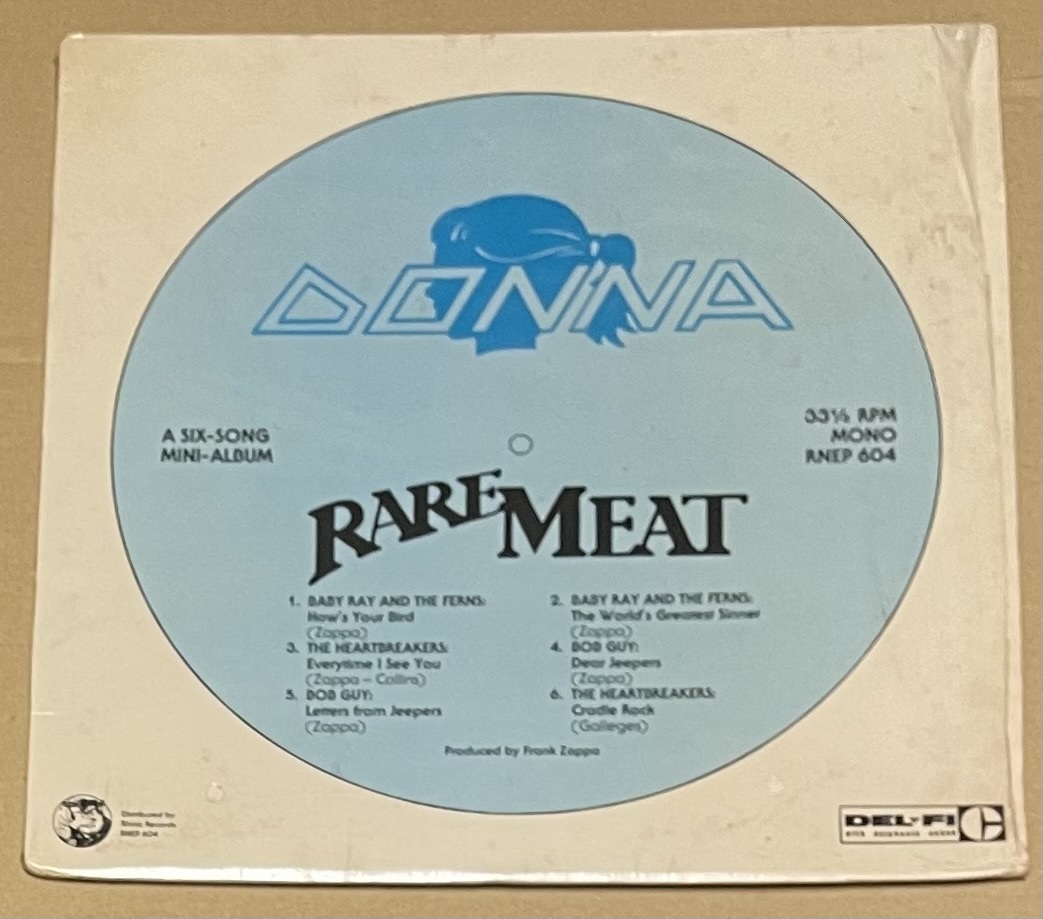 DONNA
A SIX-SONG
MINI-ALBUM
33⅓ RPM
MONO
RNEP 604
RARE MEAT
1. BABY RAY AND THE FERNS:
How's Your Bird
(Zappa)
2. BABY RAY AND THE FERNS:
The World's Greatest Sinner
(Zappa)
3. THE HEARTBREAKERS:
Everytime I See You
(Zappa – Collins)
4. BOB GUY:
Dear Jeepers
(Zappa)
5. BOB GUY:
Letters from Jeepers
(Zappa)
6. THE HEARTBREAKERS:
Cradle Rock
(Gallegos)
Produced by Frank Zappa
Distributed by
Rhino Records
RNEP 604
DEL-FI